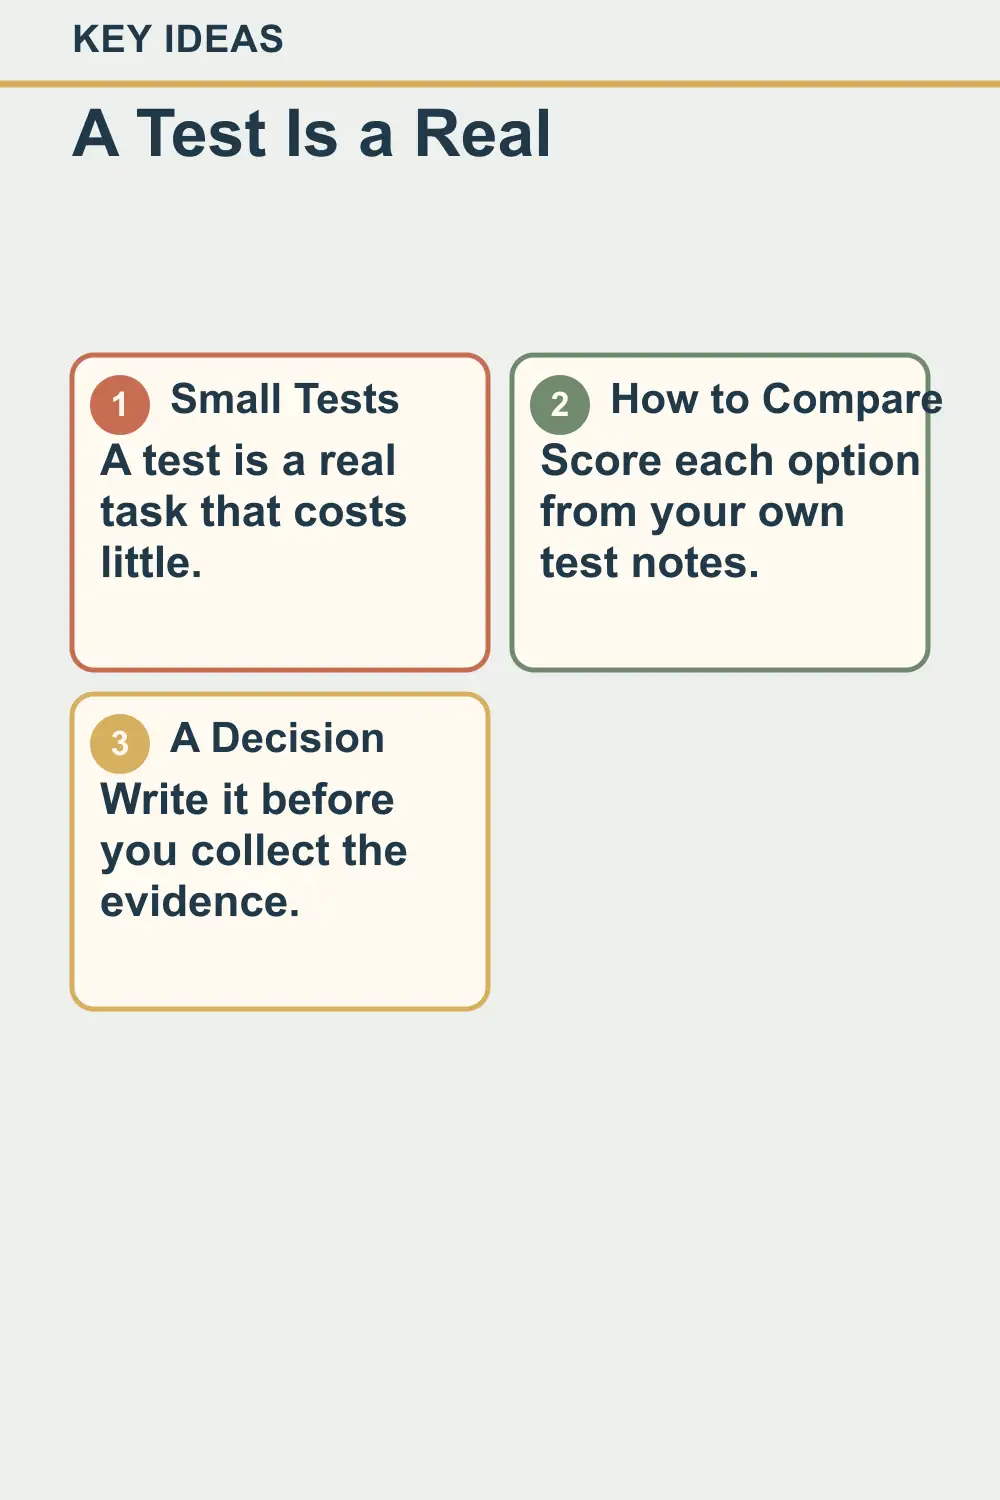 KEY IDEAS
A Test Is a Real
1 Small Tests
A test is a real
task that costs
little.
2 How to Compare
Score each option
from your own
test notes.
3 A Decision
Write it before
you collect the
evidence.